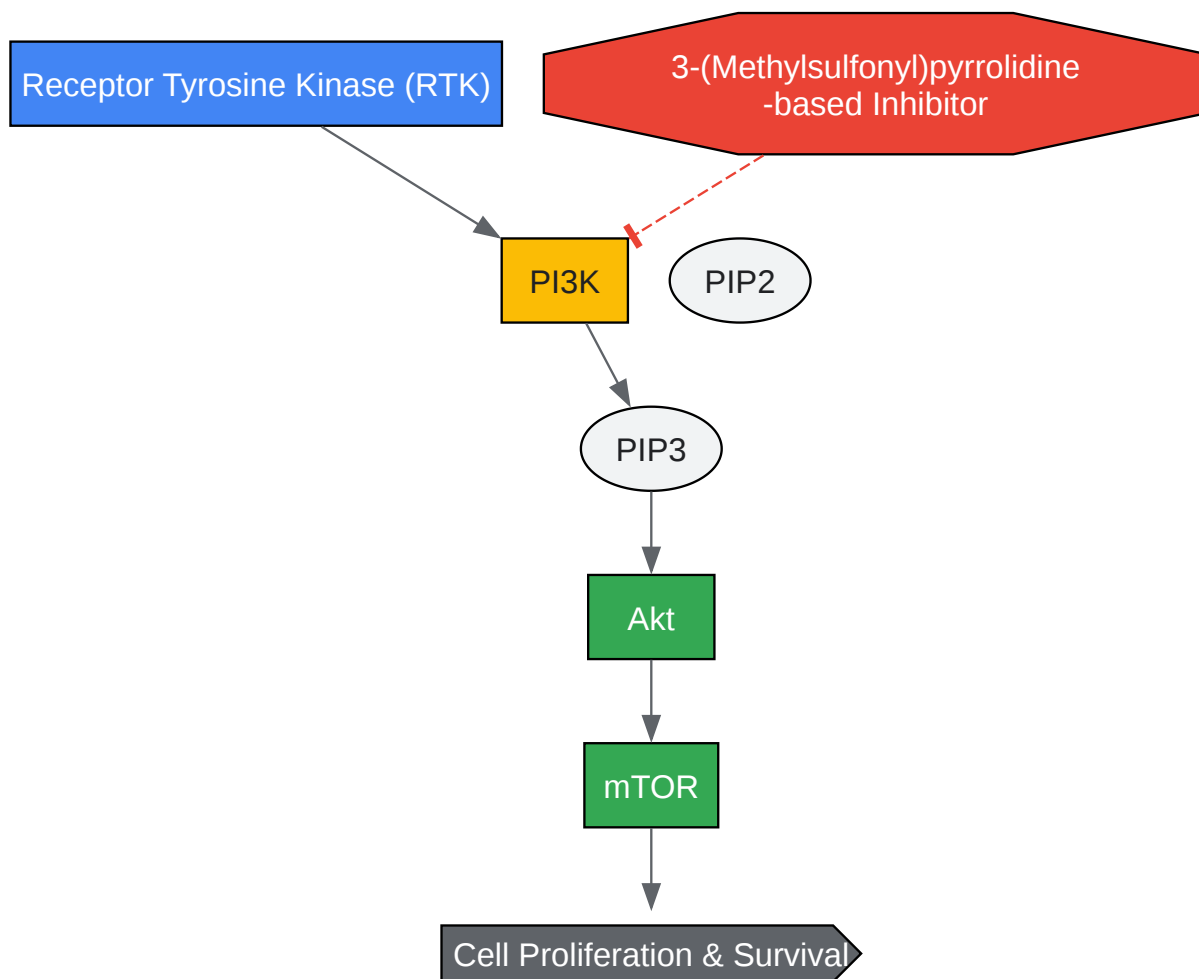 Receptor Tyrosine Kinase (RTK)
3-(Methylsulfonyl)pyrrolidine
-based Inhibitor
PI3K
PIP2
PIP3
Akt
mTOR
Cell Proliferation & Survival